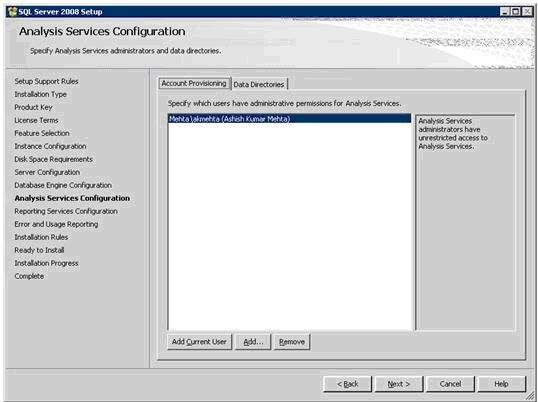 SQL Server 2008 Setup
Analysis Services Configuration
Specify Analysis Services administrators and data directories.
Setup Support Rules
Installation Type
Product Key
License Terms
Feature Selection
Instance Configuration
Disk Space Requirements
Server Configuration
Database Engine Configuration
Analysis Services Configuration
Reporting Services Configuration
Error and Usage Reporting
Installation Rules
Ready to Install
Installation Progress
Complete
Account Provisioning
Data Directories
Specify which users have administrative permissions for Analysis Services.
Mehta\akmehta (Ashish Kumar Mehta)
Analysis Services
administrators have
unrestricted access to
Analysis Services.
Add Current User
Add...
Remove
< Back
Next >
Cancel
Help